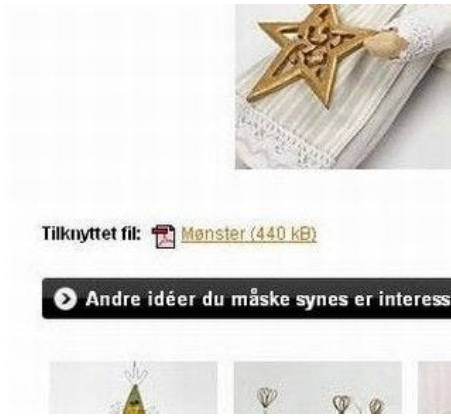 Tilknyttet fil: Mønster (440 kB)
Andre idéer du måske synes er interess